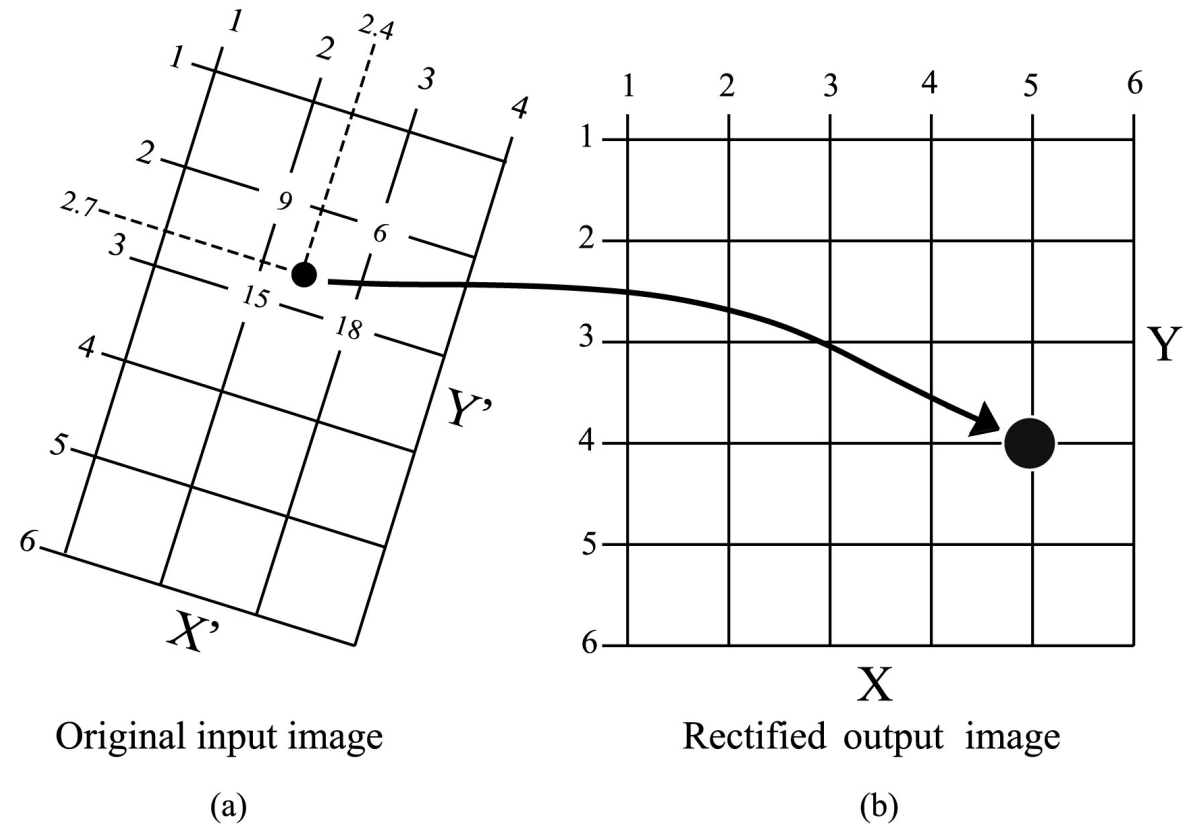 1 2 2.4 3 4
1
2
2.7
3
4
5
6
9 6
15 18
X’
Y’
1 2 3 4 5 6
1
2
3
4
5
6
Y
X
Original input image
Rectified output image
(a)
(b)